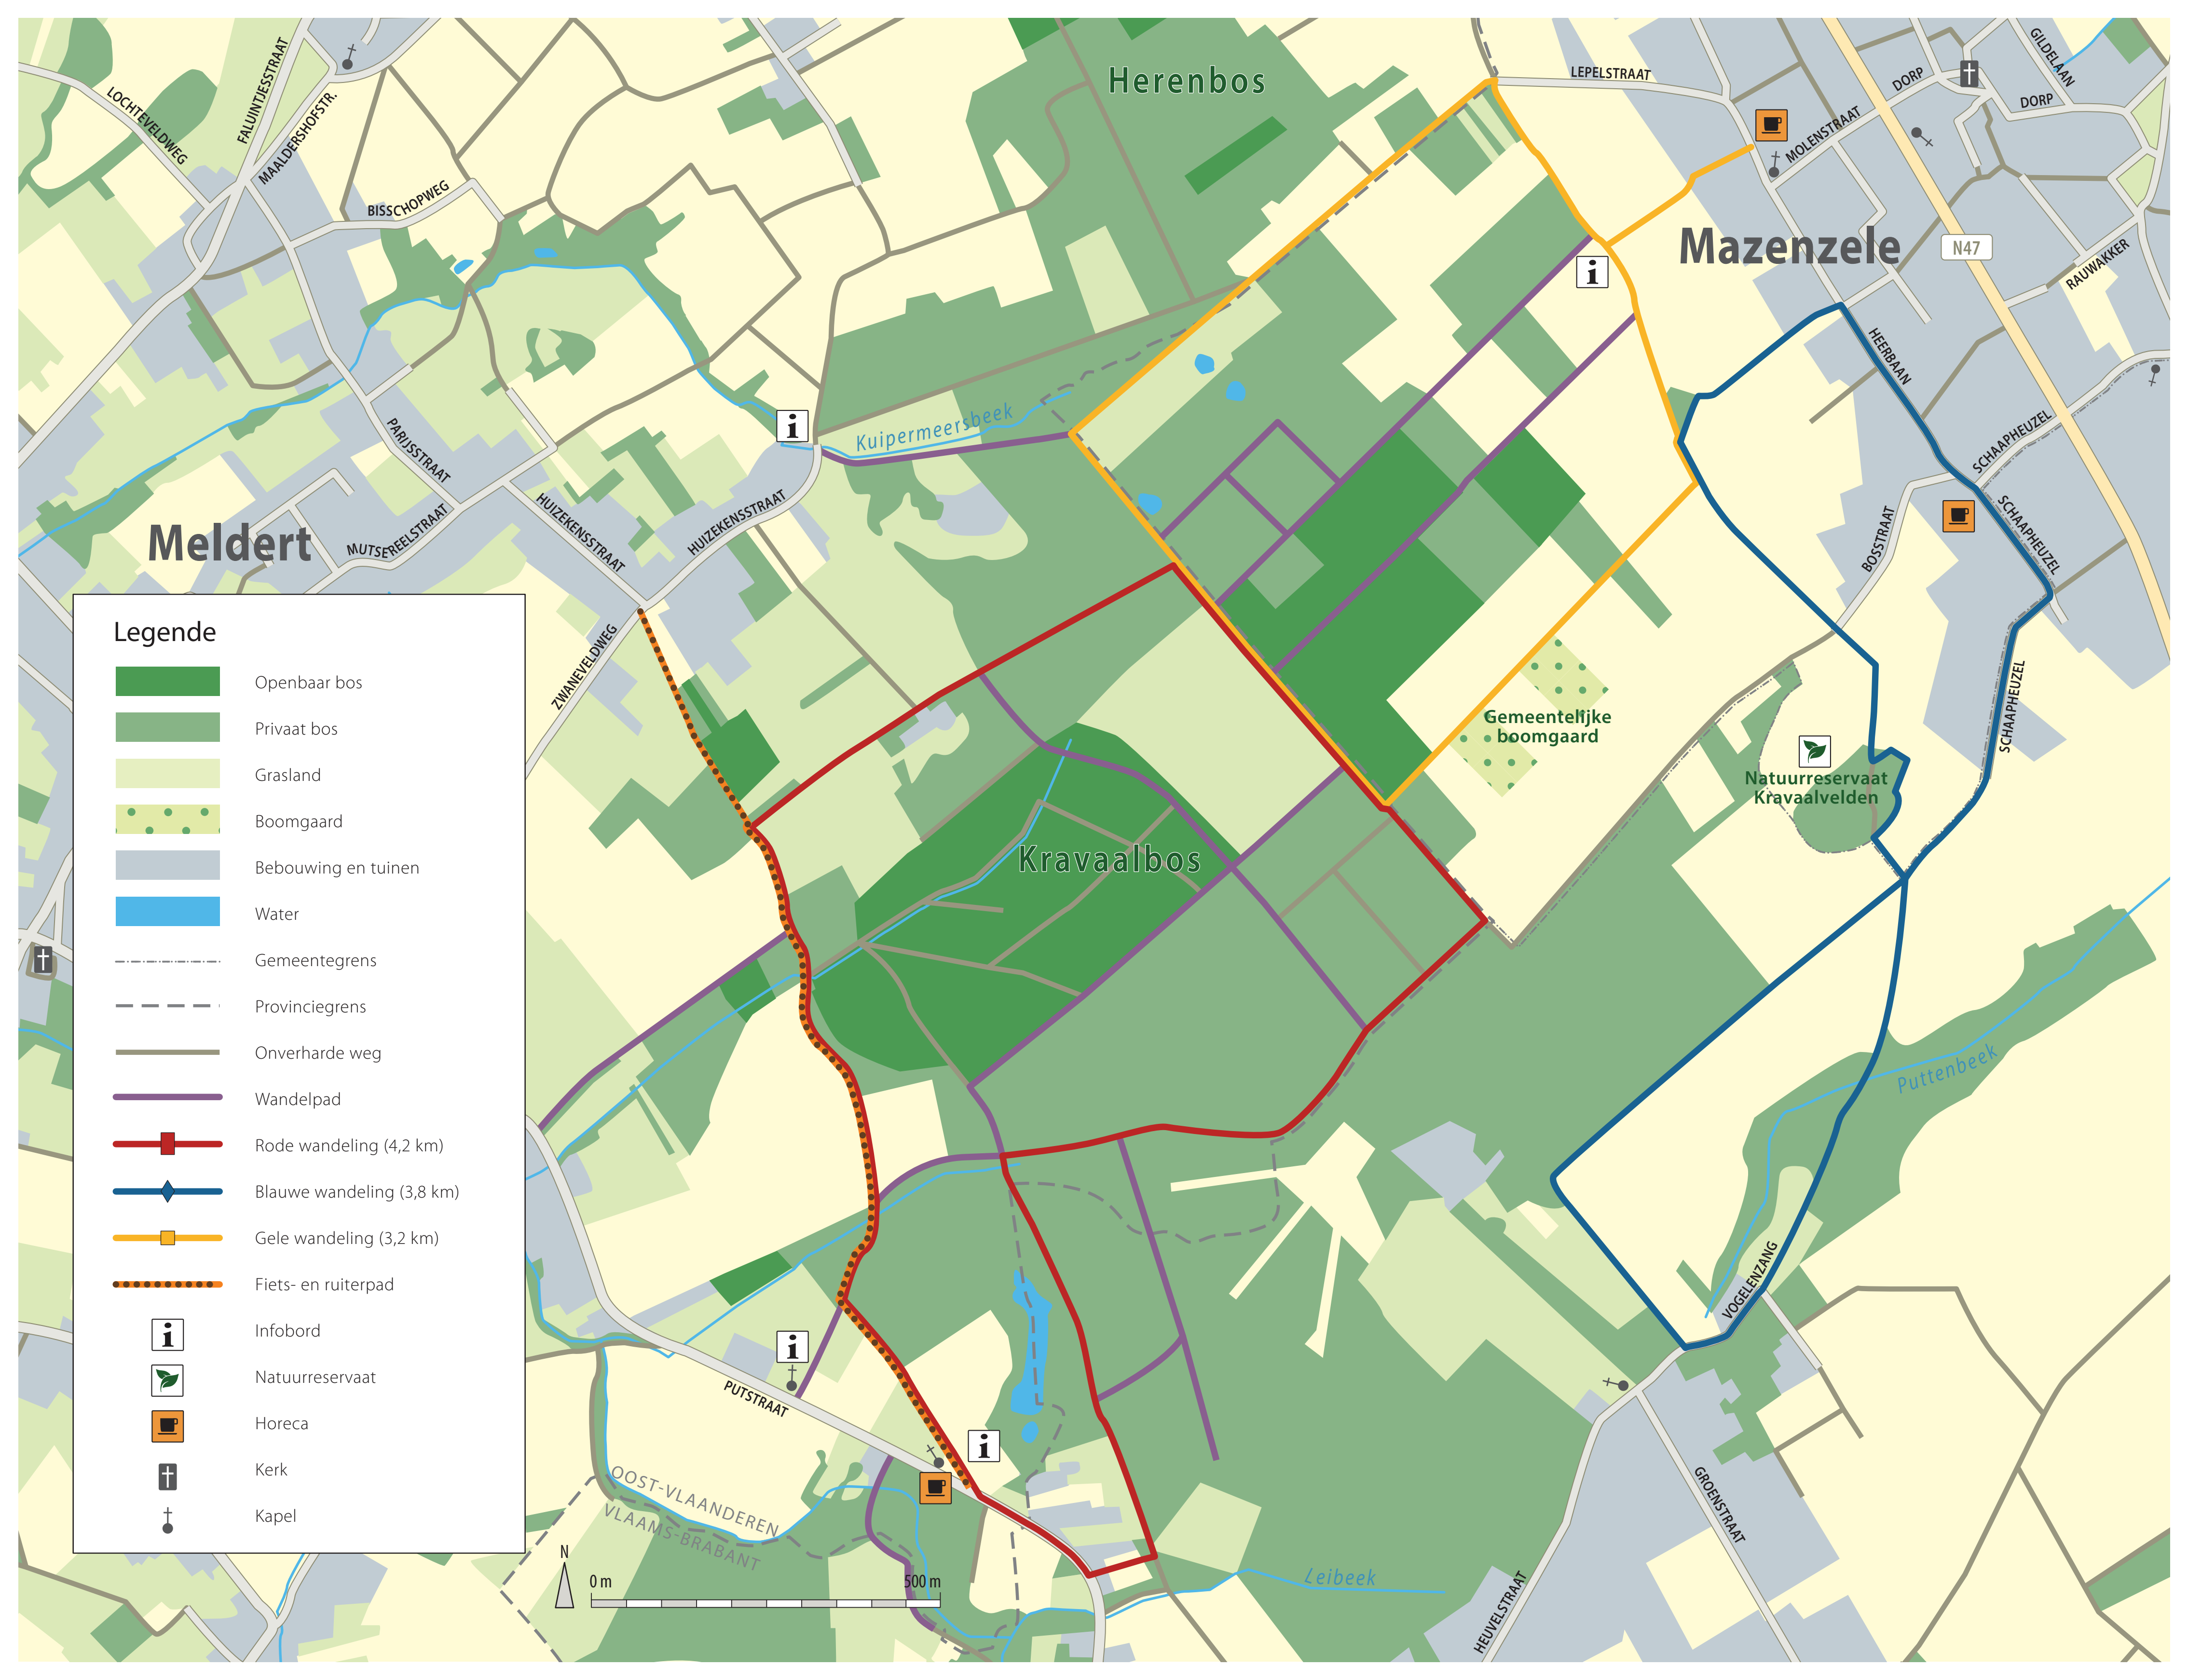 Herenbos
LEPELSTRAAT
GILDELAAN
DORP
DORP
MOLENSTRAAT
LOCHTEVELDWEG
FALUINTJESSTRAAT
MAALDERSHOFSTR.
BISSCHOPWEG
Mazenzele
N47
RAUWAKKER
HEERBAAN
SCHAAPHEUZEL
SCHAAPHEUZEL
SCHAAPHEUZEL
BOSSTRAAT
i
i
Kuipermeersbeek
PARIJSSTRAAT
HUIZEKENSSTRAAT
HUIZEKENSSTRAAT
MUTSEREELSTRAAT
Meldert
ZWANEVELDWEG
Gemeentelijke
boomgaard
Natuurreservaat
Kravaalvelden
Kravaalbos
Puttenbeek
VOGELENZANG
i
PUTSTRAAT
i
OOST-VLAANDEREN
VLAAMS-BRABANT
GROENSTRAAT
HEUVELSTRAAT
Leibeek
N
0 m
500 m
Legende
Openbaar bos
Privaat bos
Grasland
Boomgaard
Bebouwing en tuinen
Water
Gemeentegrens
Provinciegrens
Onverharde weg
Wandelpad
Rode wandeling (4,2 km)
Blauwe wandeling (3,8 km)
Gele wandeling (3,2 km)
Fiets- en ruiterpad
i Infobord
Natuurreservaat
Horeca
Kerk
Kapel